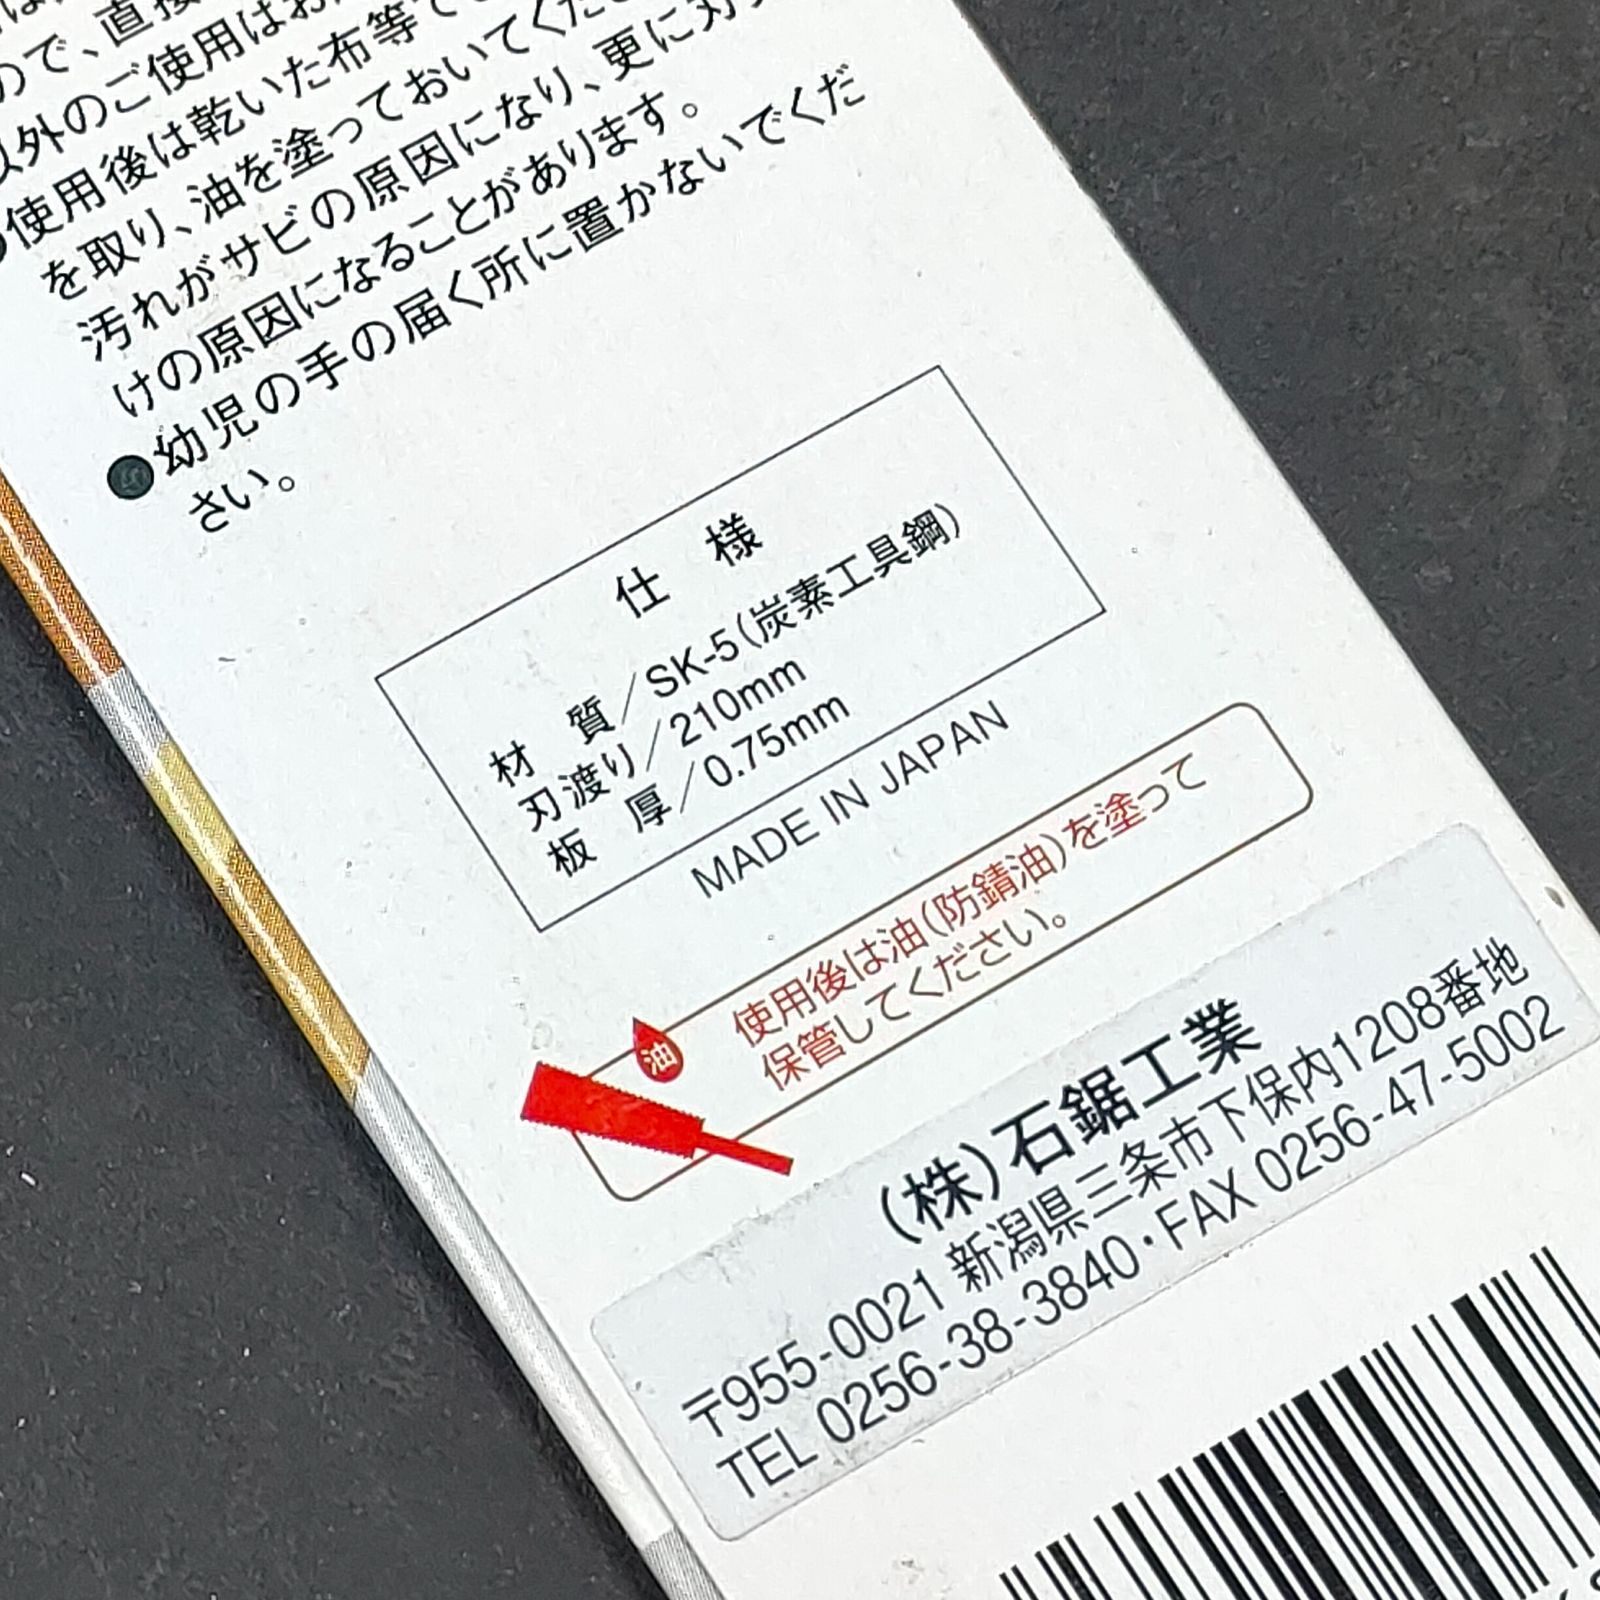 ので、直接
以外のご使用はお
●使用後は乾いた布等で
を取り、油を塗っておいてくださ
汚れがサビの原因になり、更に刃
けの原因になることがあります。
●幼児の手の届く所に置かないでくだ
さい。
仕 様
材 質／SK-5（炭素工具鋼）
刃渡り／210mm
板 厚／0.75mm
MADE IN JAPAN
油
使用後は油（防錆油）を塗って
保管してください。
（株）石鋸工業
〒955-0021 新潟県三条市下保内1208番地
TEL 0256-38-3840・FAX 0256-47-5002